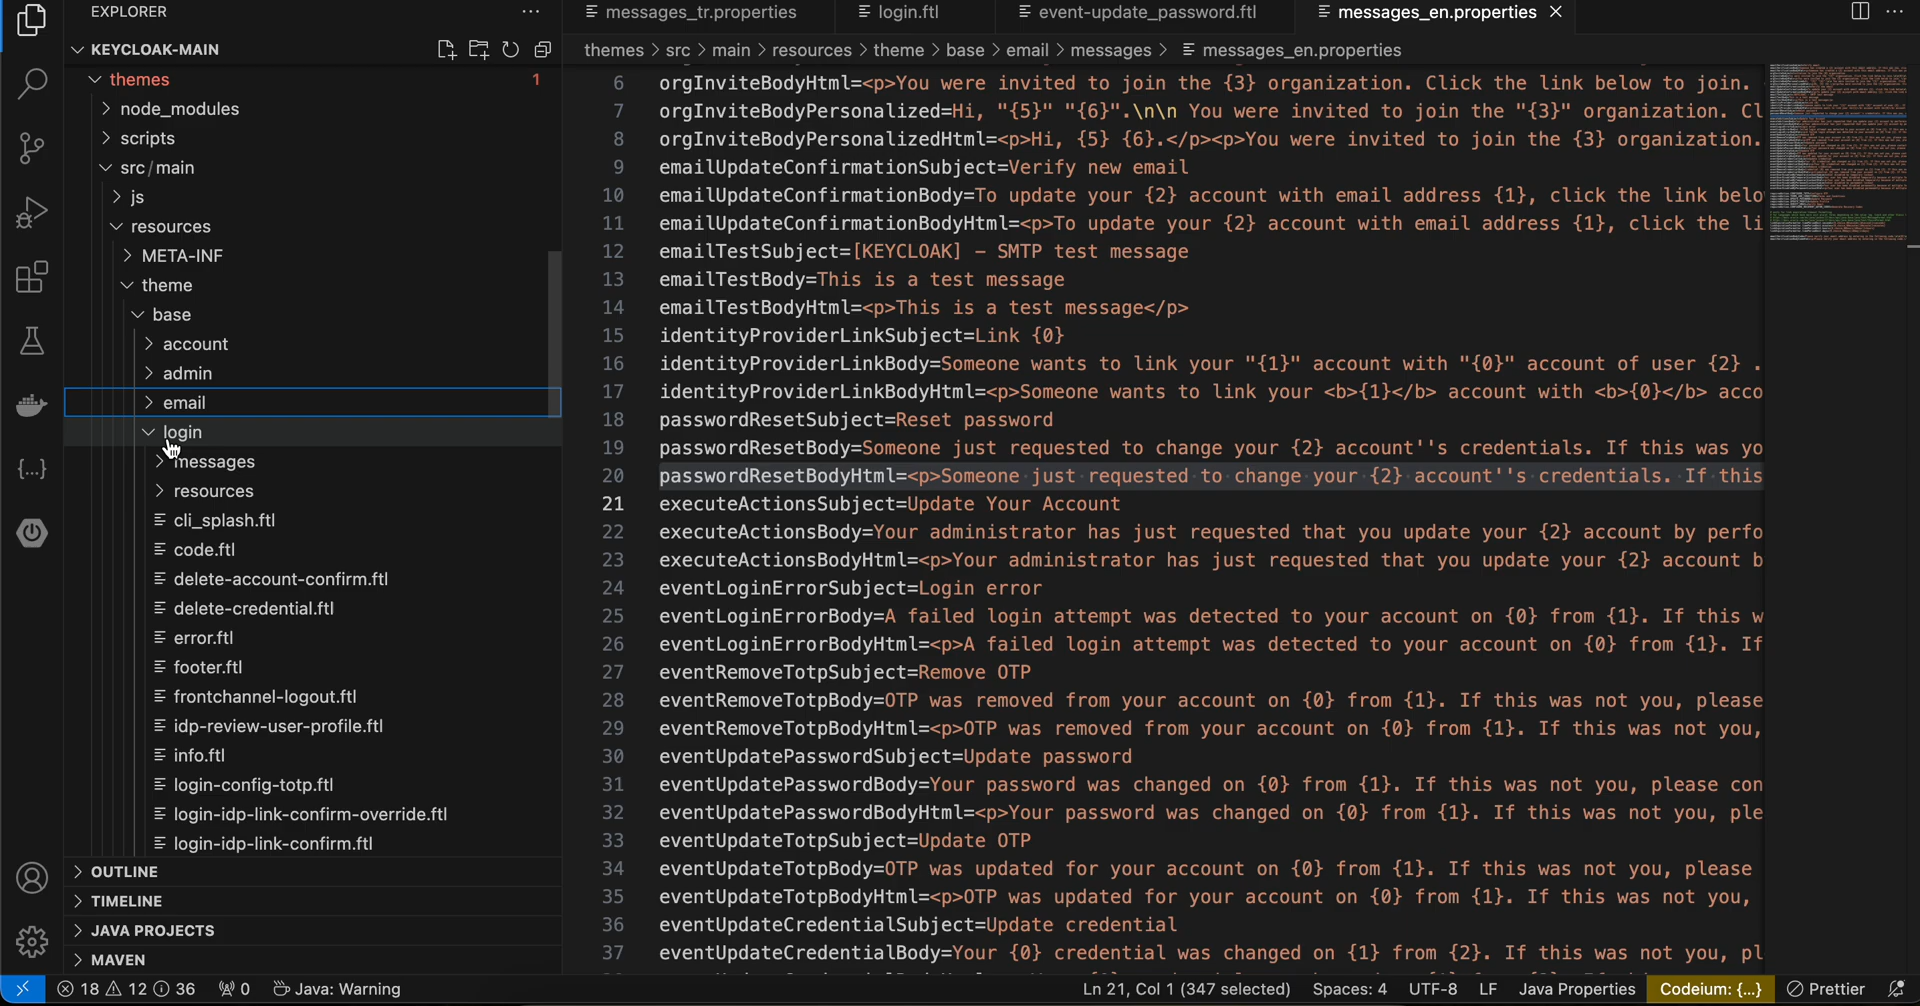 EXPLORER
KEYCLOAK-MAIN
themes 1
node_modules
scripts
src/main
js
resources
META-INF
theme
base
account
admin
email
login
messages
resources
cli_splash.ftl
code.ftl
delete-account-confirm.ftl
delete-credential.ftl
error.ftl
footer.ftl
frontchannel-logout.ftl
idp-review-user-profile.ftl
info.ftl
login-config-totp.ftl
login-idp-link-confirm-override.ftl
login-idp-link-confirm.ftl
OUTLINE
TIMELINE
JAVA PROJECTS
MAVEN
messages_tr.properties login.ftl event-update_password.ftl messages_en.properties
themes > src > main > resources > theme > base > email > messages > messages_en.properties
6 orgInviteBodyHtml=<p>You were invited to join the {3} organization. Click the link below to join.
7 orgInviteBodyPersonalized=Hi, "{5}" "{6}".\n\n You were invited to join the "{3}" organization. Cl
8 orgInviteBodyPersonalizedHtml=<p>Hi, {5} {6}.</p><p>You were invited to join the {3} organization.
9 emailUpdateConfirmationSubject=Verify new email
10 emailUpdateConfirmationBody=To update your {2} account with email address {1}, click the link belo
11 emailUpdateConfirmationBodyHtml=<p>To update your {2} account with email address {1}, click the li
12 emailTestSubject=[KEYCLOAK] - SMTP test message
13 emailTestBody=This is a test message
14 emailTestBodyHtml=<p>This is a test message</p>
15 identityProviderLinkSubject=Link {0}
16 identityProviderLinkBody=Someone wants to link your "{1}" account with "{0}" account of user {2} .
17 identityProviderLinkBodyHtml=<p>Someone wants to link your <b>{1}</b> account with <b>{0}</b> acco
18 passwordResetSubject=Reset password
19 passwordResetBody=Someone just requested to change your {2} account''s credentials. If this was yo
20 passwordResetBodyHtml=<p>Someone just requested to change your {2} account''s credentials. If this
21 executeActionsSubject=Update Your Account
22 executeActionsBody=Your administrator has just requested that you update your {2} account by perfo
23 executeActionsBodyHtml=<p>Your administrator has just requested that you update your {2} account b
24 eventLoginErrorSubject=Login error
25 eventLoginErrorBody=A failed login attempt was detected to your account on {0} from {1}. If this w
26 eventLoginErrorBodyHtml=<p>A failed login attempt was detected to your account on {0} from {1}. If
27 eventRemoveTotpSubject=Remove OTP
28 eventRemoveTotpBody=OTP was removed from your account on {0} from {1}. If this was not you, please
29 eventRemoveTotpBodyHtml=<p>OTP was removed from your account on {0} from {1}. If this was not you,
30 eventUpdatePasswordSubject=Update password
31 eventUpdatePasswordBody=Your password was changed on {0} from {1}. If this was not you, please con
32 eventUpdatePasswordBodyHtml=<p>Your password was changed on {0} from {1}. If this was not you, ple
33 eventUpdateTotpSubject=Update OTP
34 eventUpdateTotpBody=OTP was updated for your account on {0} from {1}. If this was not you, please
35 eventUpdateTotpBodyHtml=<p>OTP was updated for your account on {0} from {1}. If this was not you,
36 eventUpdateCredentialSubject=Update credential
37 eventUpdateCredentialBody=Your {0} credential was changed on {1} from {2}. If this was not you, pl
18 12 36 0 Java: Warning Ln 21, Col 1 (347 selected) Spaces: 4 UTF-8 LF Java Properties Codeium: {...} Prettier